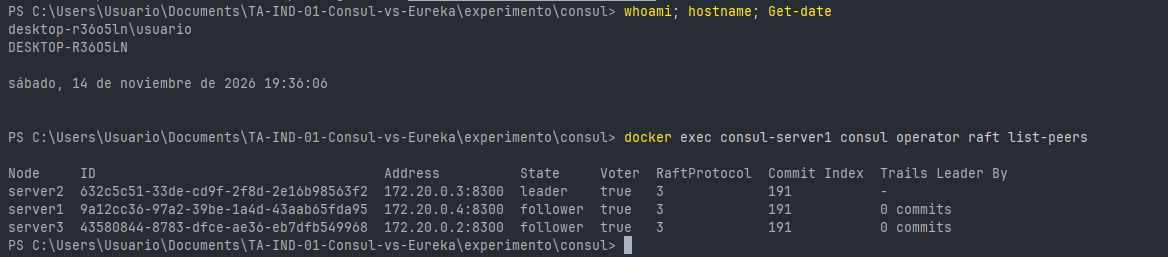 PS C:\Users\Usuario\Documents\TA-IND-01-Consul-vs-Eureka\experimento\consul> whoami; hostname; Get-date
desktop-r36o5ln\usuario
DESKTOP-R36O5LN
sábado, 14 de noviembre de 2026 19:36:06
PS C:\Users\Usuario\Documents\TA-IND-01-Consul-vs-Eureka\experimento\consul> docker exec consul-server1 consul operator raft list-peers
Node ID Address State Voter RaftProtocol Commit Index Trails Leader By
server2 632c5c51-33de-cd9f-2f8d-2e16b98563f2 172.20.0.3:8300 leader true 3 191 -
server1 9a12cc36-97a2-39be-1a4d-43aab65fda95 172.20.0.4:8300 follower true 3 191 0 commits
server3 43580844-8783-dfce-ae36-eb7dfb549968 172.20.0.2:8300 follower true 3 191 0 commits
PS C:\Users\Usuario\Documents\TA-IND-01-Consul-vs-Eureka\experimento\consul>